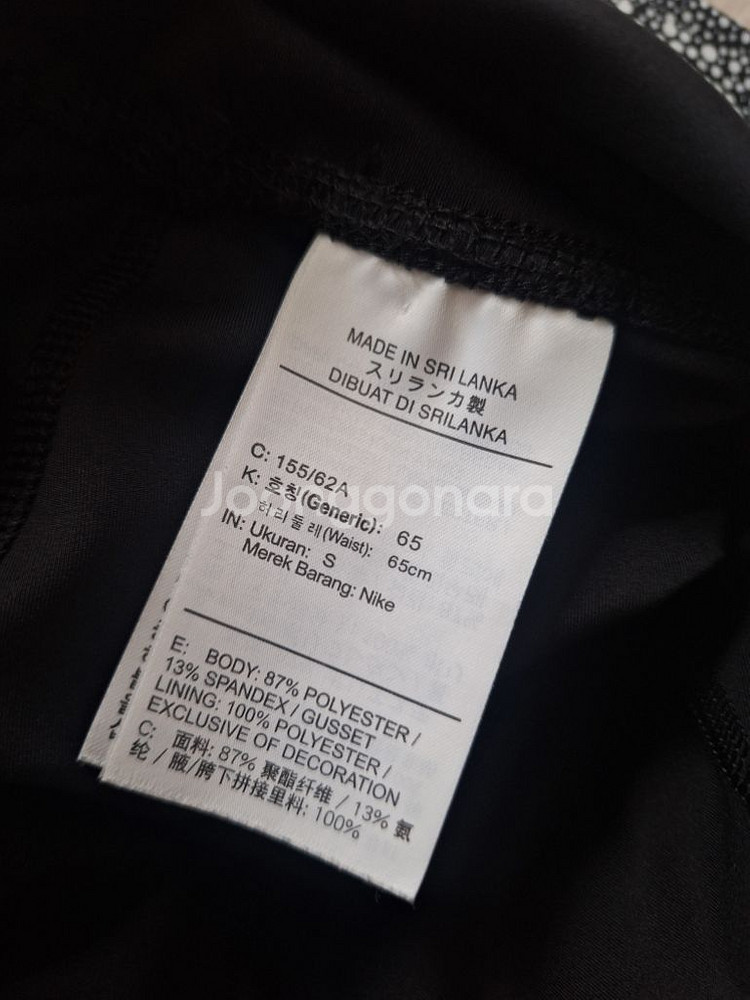 MADE IN SRI LANKA
スリランカ製
DIBUAT DI SRILANKA
C: 155/62A
K: 호칭(Generic): 65
허리둘레(Waist): 65cm
IN: Ukuran: S
Merek Barang: Nike
Joonggonara
E: BODY: 87% POLYESTER /
13% SPANDEX / GUSSET
LINING: 100% POLYESTER /
EXCLUSIVE OF DECORATION
C: 面料: 87% 聚酯纤维 / 13% 氨
纶 / 腋/胯下拼接里料: 100%